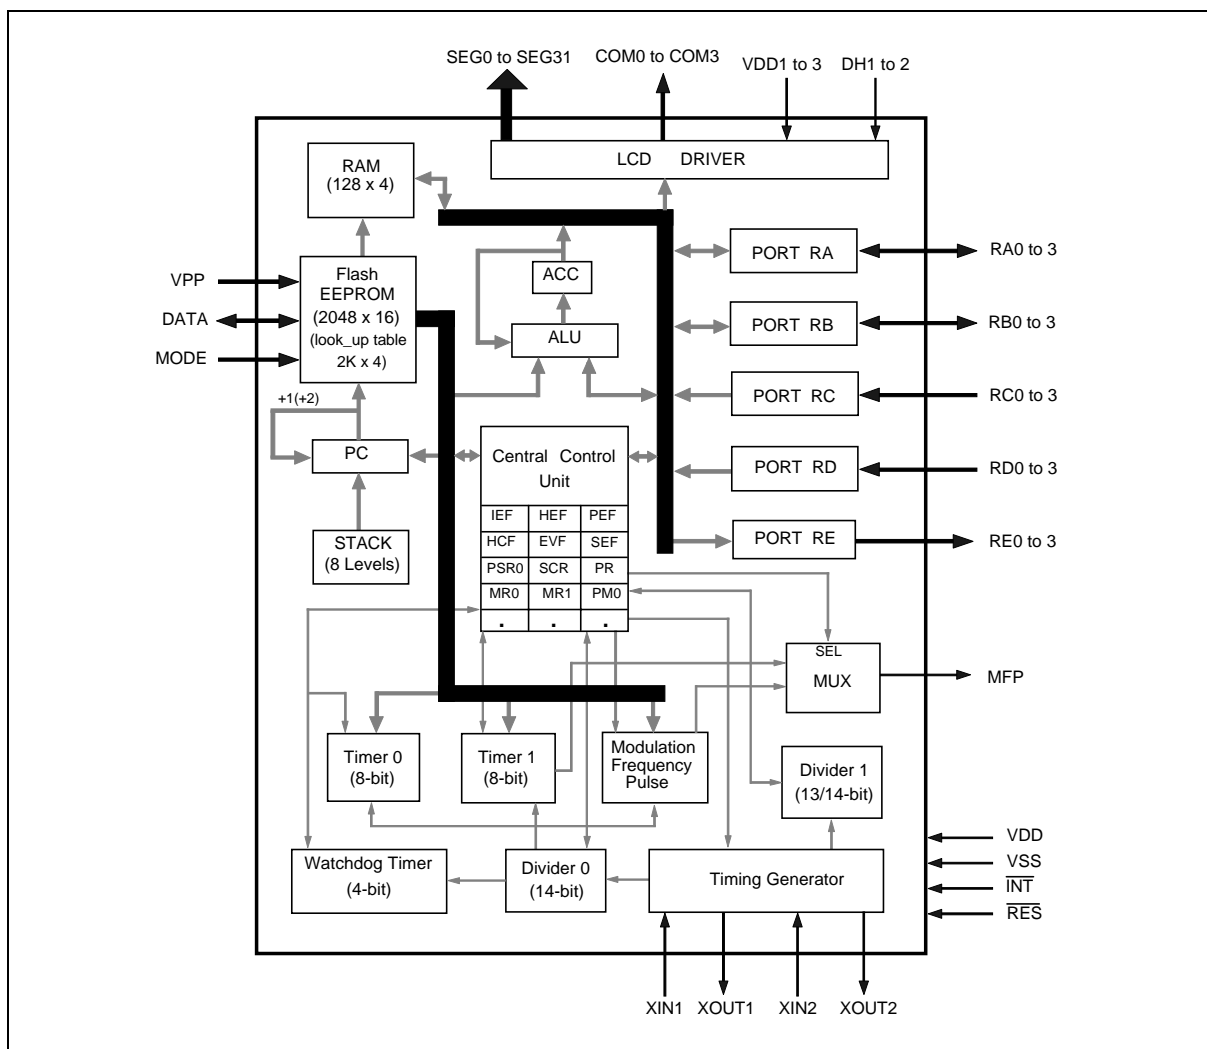 SEG0 to SEG31
COM0 to COM3
VDD1 to 3
DH1 to 2
LCD DRIVER
RAM
(128 x 4)
VPP
DATA
MODE
Flash
EEPROM
(2048 x 16)
(look_up table
2K x 4)
ACC
ALU
PORT RA
RA0 to 3
PORT RB
RB0 to 3
PORT RC
RC0 to 3
PORT RD
RD0 to 3
PORT RE
RE0 to 3
+1(+2)
PC
STACK
(8 Levels)
Central Control
Unit
IEF HEF PEF
HCF EVF SEF
PSR0 SCR PR
MR0 MR1 PM0
. . .
SEL
MUX
MFP
Timer 0
(8-bit)
Timer 1
(8-bit)
Modulation
Frequency
Pulse
Divider 1
(13/14-bit)
Watchdog Timer
(4-bit)
Divider 0
(14-bit)
Timing Generator
VDD
VSS
INT
RES
XIN1
XOUT1
XIN2
XOUT2